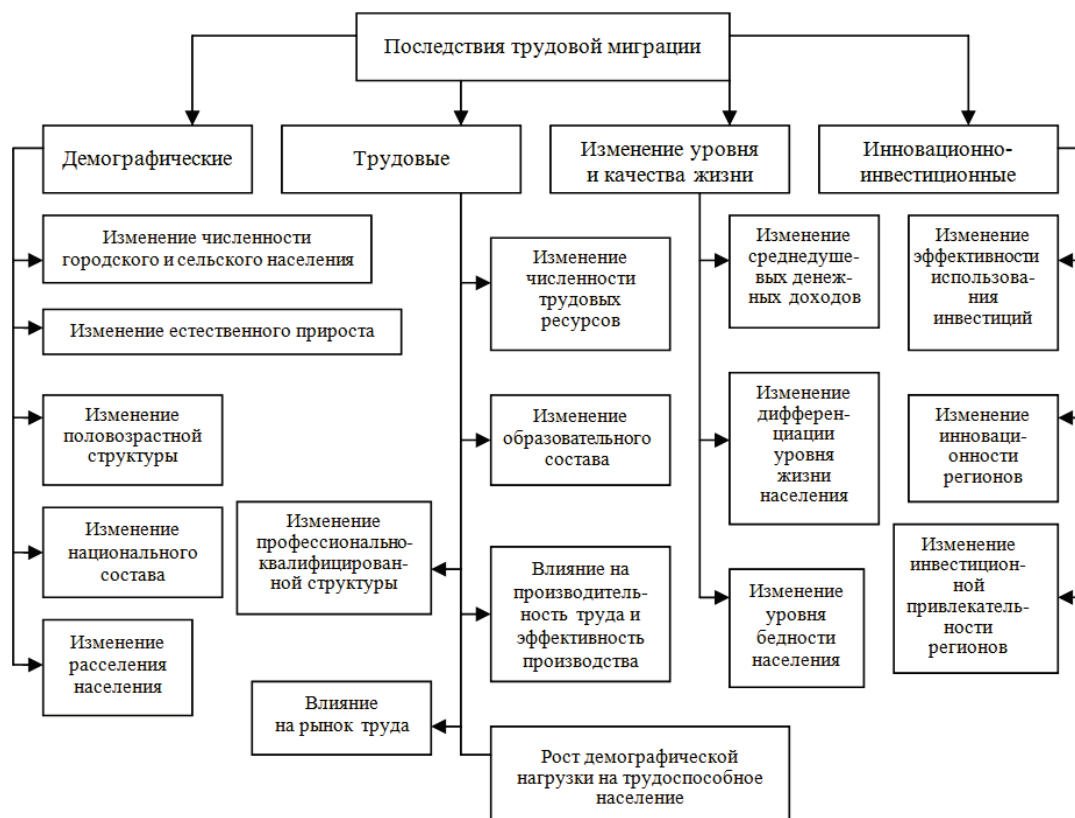 Последствия трудовой миграции
Демографические
Трудовые
Изменение уровня
и качества жизни
Инновационно-
инвестиционные
Изменение численности
городского и сельского населения
Изменение естественного прироста
Изменение
половозрастной
структуры
Изменение
национального
состава
Изменение
расселения
населения
Изменение
численности
трудовых
ресурсов
Изменение
образовательного
состава
Изменение
профессионально-
квалифицирован-
ной структуры
Влияние на
производитель-
ность труда и
эффективность
производства
Влияние
на рынок труда
Рост демографической
нагрузки на трудоспособное
население
Изменение
среднедуше-
вых денеж-
ных доходов
Изменение
дифферен-
циации
уровня
жизни
населения
Изменение
уровня
бедности
населения
Изменение
эффективности
использова-
ния
инвестиций
Изменение
инноваци-
онности
регионов
Изменение
инвестицион-
ной
привлекатель-
ности
регионов